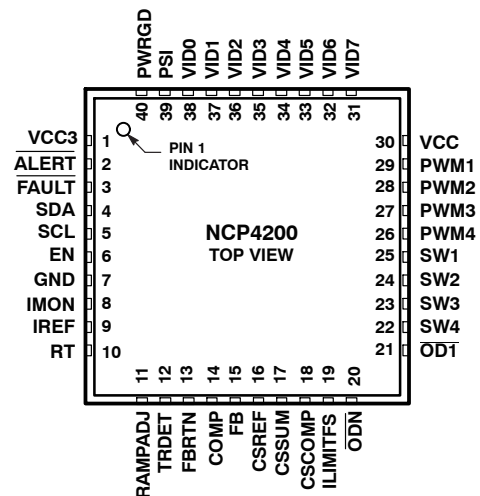 PWRGD
PSI
VID0
VID1
VID2
VID3
VID4
VID5
VID6
VID7
40
39
38
37
36
35
34
33
32
31
VCC3 1
ALERT 2
FAULT 3
SDA 4
SCL 5
EN 6
GND 7
IMON 8
IREF 9
RT 10
PIN 1
INDICATOR
NCP4200
TOP VIEW
30 VCC
29 PWM1
28 PWM2
27 PWM3
26 PWM4
25 SW1
24 SW2
23 SW3
22 SW4
21 OD1
11
12
13
14
15
16
17
18
19
20
RAMPADJ
TRDET
FBRTN
COMP
FB
CSREF
CSSUM
CSCOMP
ILIMITFS
ODN